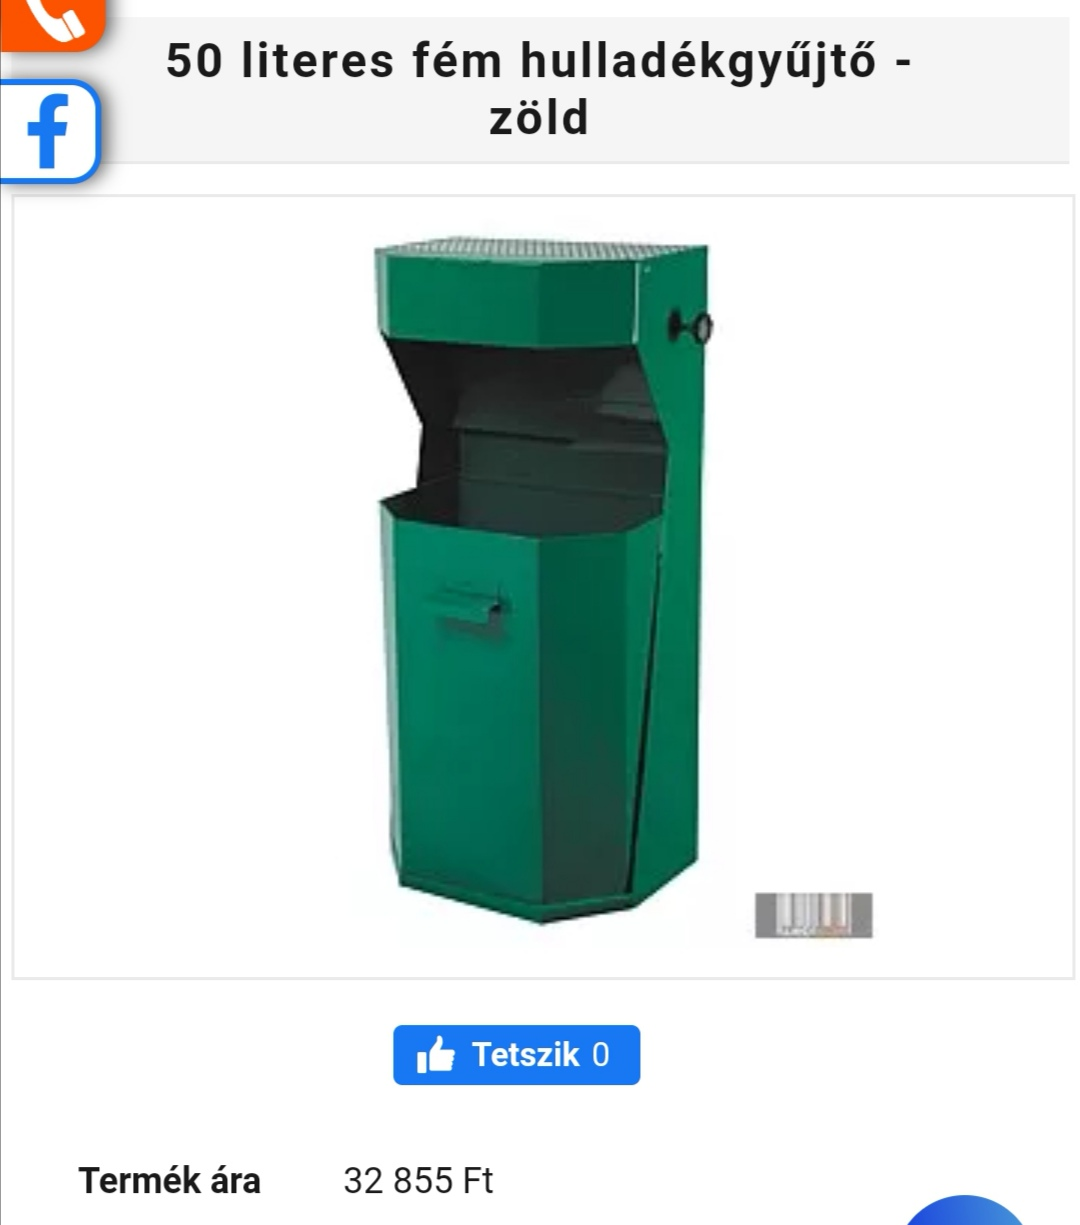 50 literes fém hulladékgyűjtő -
zöld
Tetszik 0
Termék ára 32 855 Ft